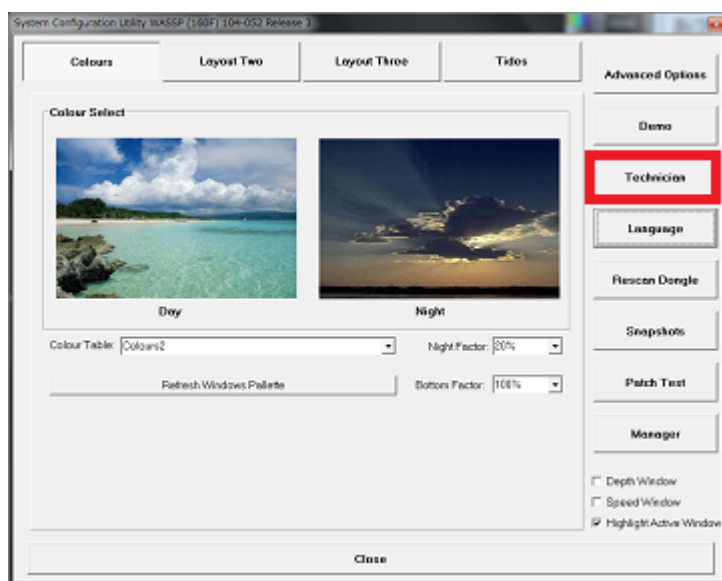 System Configuration Utility WASSP (160F) 104-052 Release 3
Colours
Layout Two
Layout Three
Tides
Advanced Options
Demo
Technician
Language
Rescan Dongle
Snapshots
Patch Test
Manager
Colour Select
Day
Night
Colour Table: Colours2
Night Factor: 20%
Refresh Windows Pallette
Bottom Factor: 100%
Depth Window
Speed Window
Highlight Active Window
Close